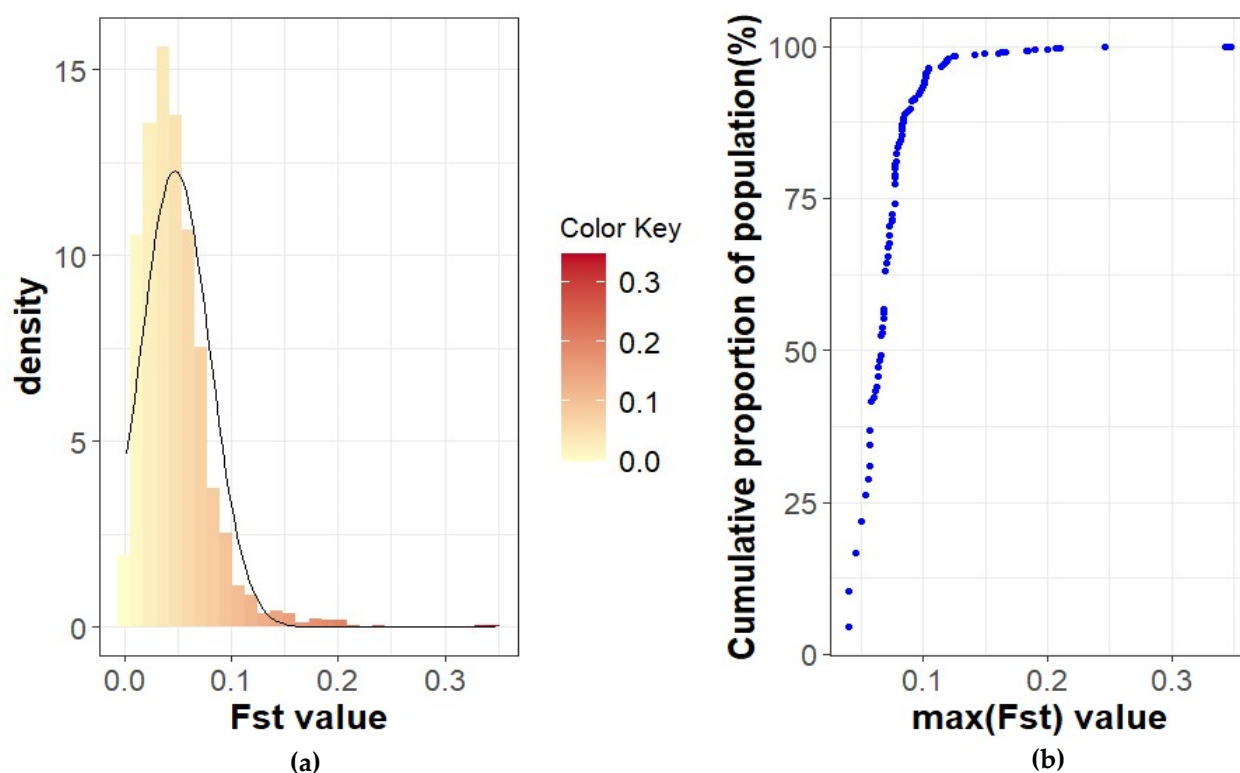 density
15
10
5
0
0.0 0.1 0.2 0.3
Fst value
(a)
Color Key
0.3
0.2
0.1
0.0
Cumulative proportion of population(%)
100
75
50
25
0
0.1 0.2 0.3
max(Fst) value
(b)